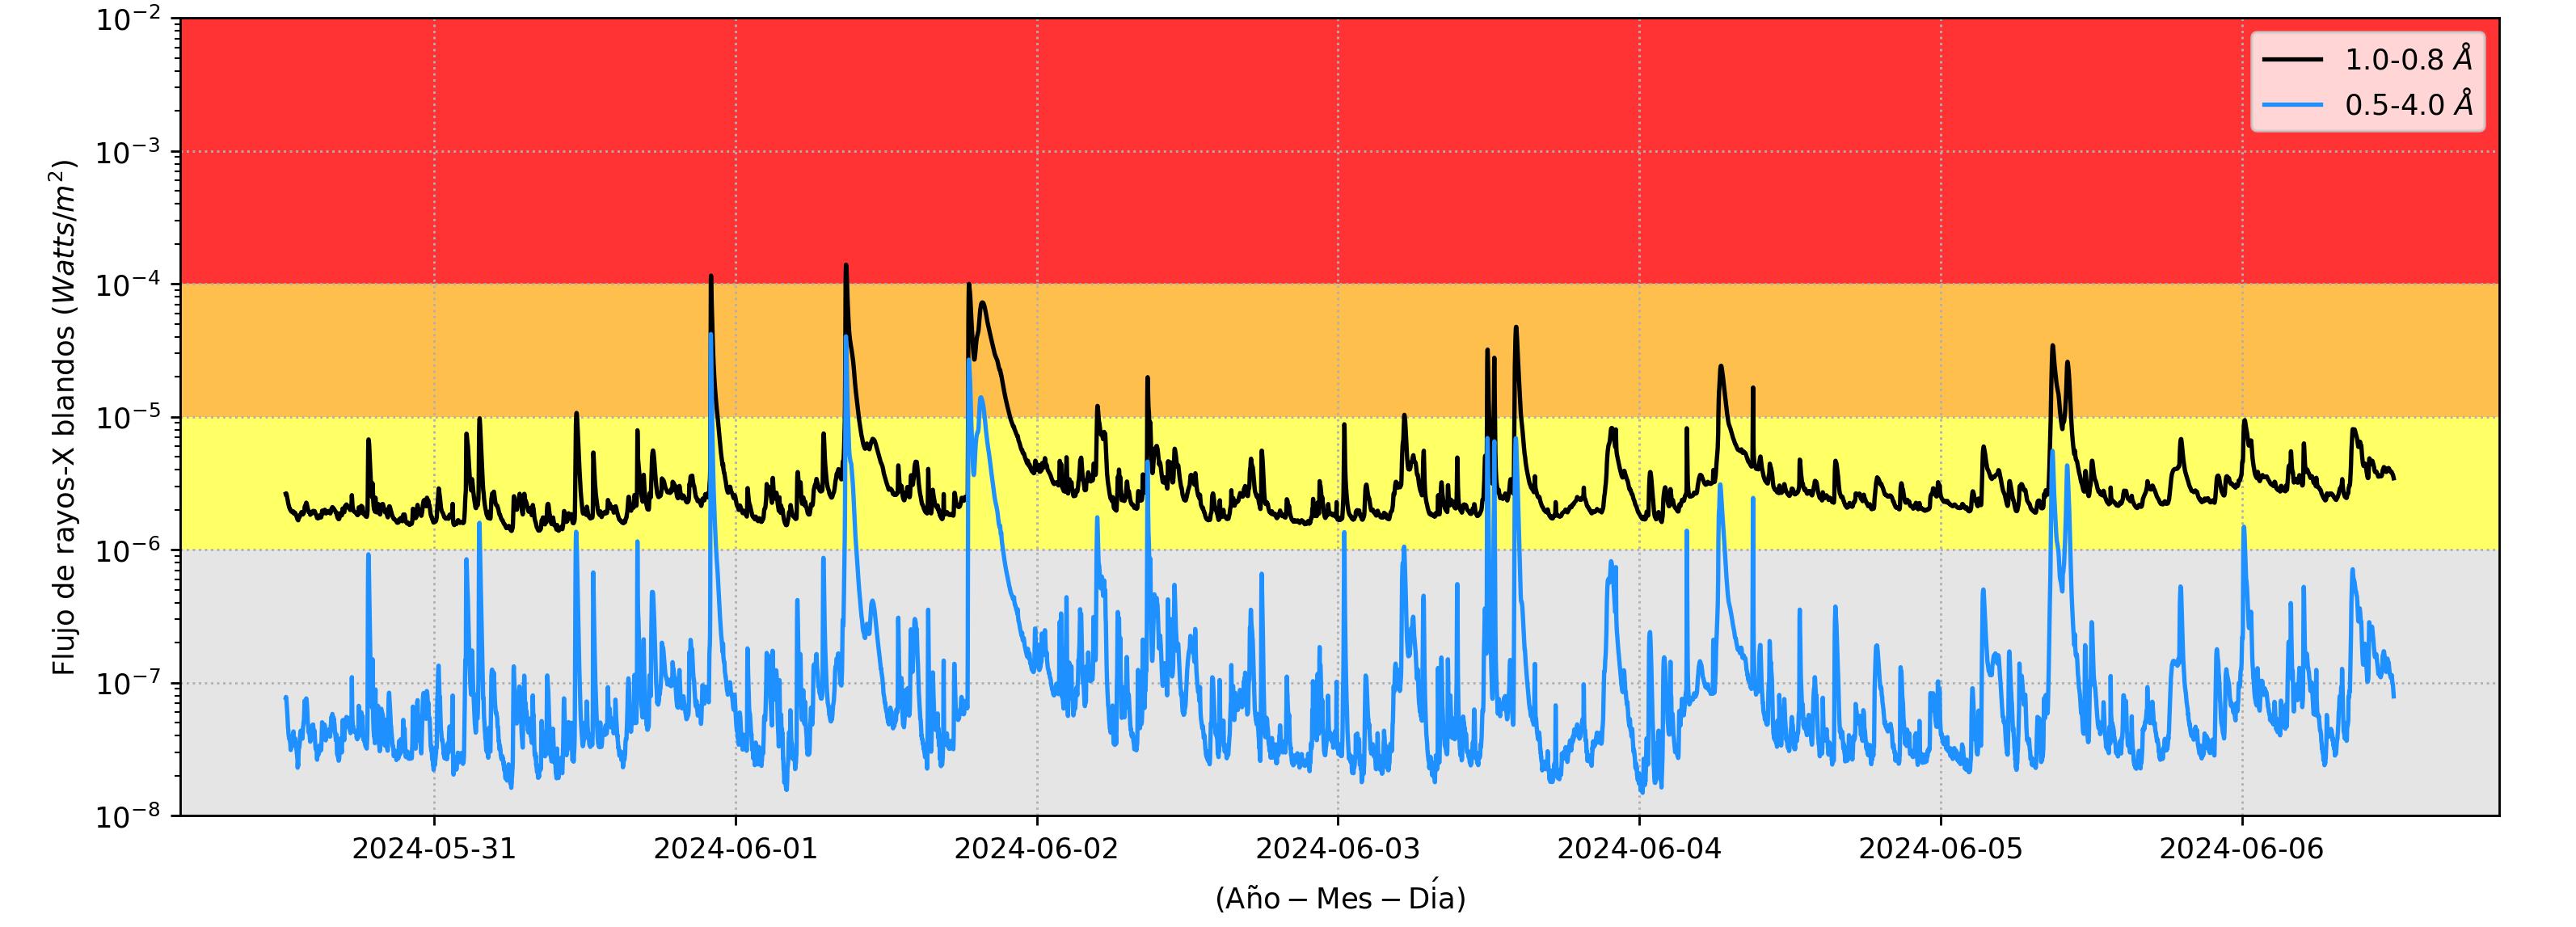 Flujo de rayos-X blandos (Watts/m²)
10⁻²
10⁻³
10⁻⁴
10⁻⁵
10⁻⁶
10⁻⁷
10⁻⁸
1.0-0.8 Å
0.5-4.0 Å
2024-05-31 2024-06-01 2024-06-02 2024-06-03 2024-06-04 2024-06-05 2024-06-06
(Año − Mes − Día)